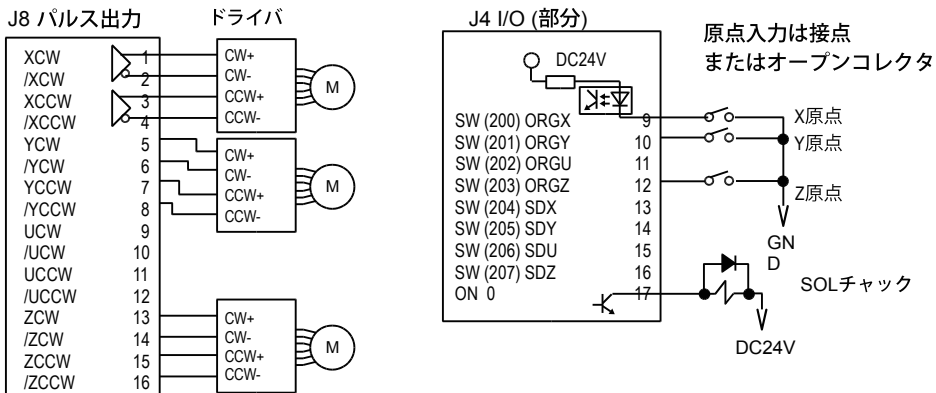 J8 パルス出力
ドライバ
XCW 1
/XCW 2
XCCW 3
/XCCW 4
YCW 5
/YCW 6
YCCW 7
/YCCW 8
UCW 9
/UCW 10
UCCW 11
/UCCW 12
ZCW 13
/ZCW 14
ZCCW 15
/ZCCW 16
CW+
CW-
CCW+
CCW-
M
CW+
CW-
CCW+
CCW-
M
CW+
CW-
CCW+
CCW-
M
J4 I/O (部分)
DC24V
SW (200) ORGX 9
SW (201) ORGY 10
SW (202) ORGU 11
SW (203) ORGZ 12
SW (204) SDX 13
SW (205) SDY 14
SW (206) SDU 15
SW (207) SDZ 16
ON 0 17
原点入力は接点
またはオープンコレクタ
X原点
Y原点
Z原点
GN
D
SOLチャック
DC24V